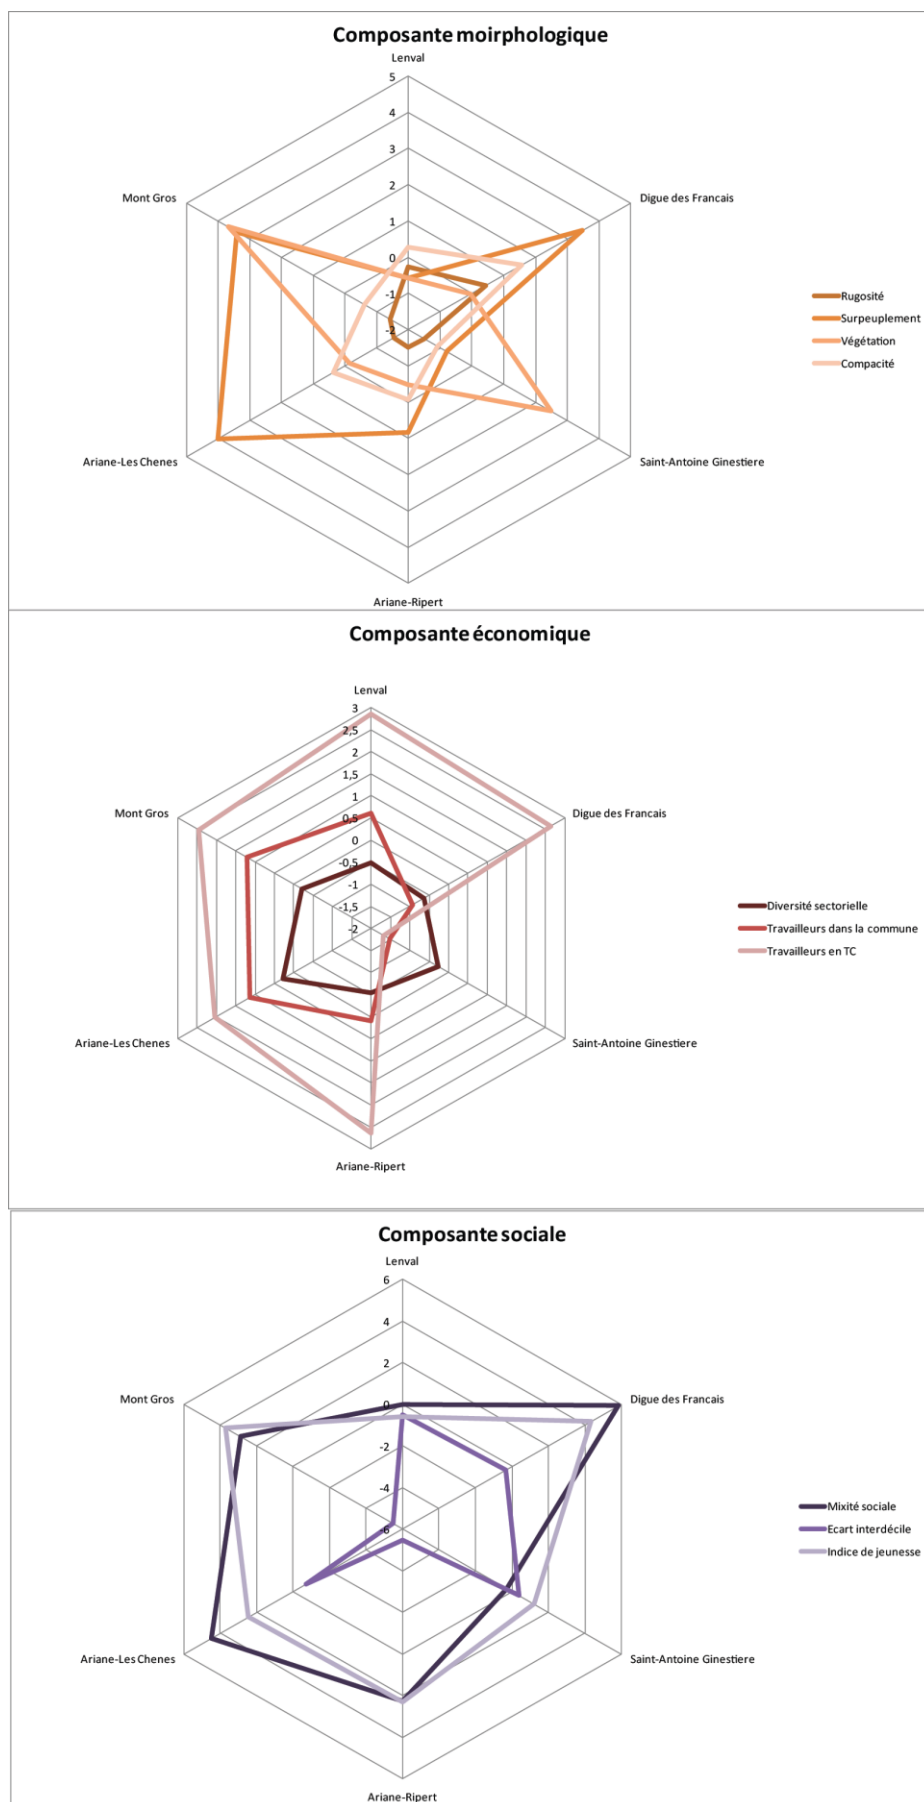 Composante moirphologique
Lenval
5
4
3
2
1
0
-1
-2
Mont Gros
Digue des Francais
Ariane-Les Chenes
Saint-Antoine Ginestiere
Ariane-Ripert
Rugosité
Surpeuplement
Végétation
Compacité
Composante économique
Lenval
3
2,5
2
1,5
1
0,5
0
-0,5
-1
-1,5
-2
Mont Gros
Digue des Francais
Ariane-Les Chenes
Saint-Antoine Ginestiere
Ariane-Ripert
Diversité sectorielle
Travailleurs dans la commune
Travailleurs en TC
Composante sociale
Lenval
6
4
2
0
-2
-4
-6
Mont Gros
Digue des Francais
Ariane-Les Chenes
Saint-Antoine Ginestiere
Ariane-Ripert
Mixité sociale
Ecart interdécile
Indice de jeunesse